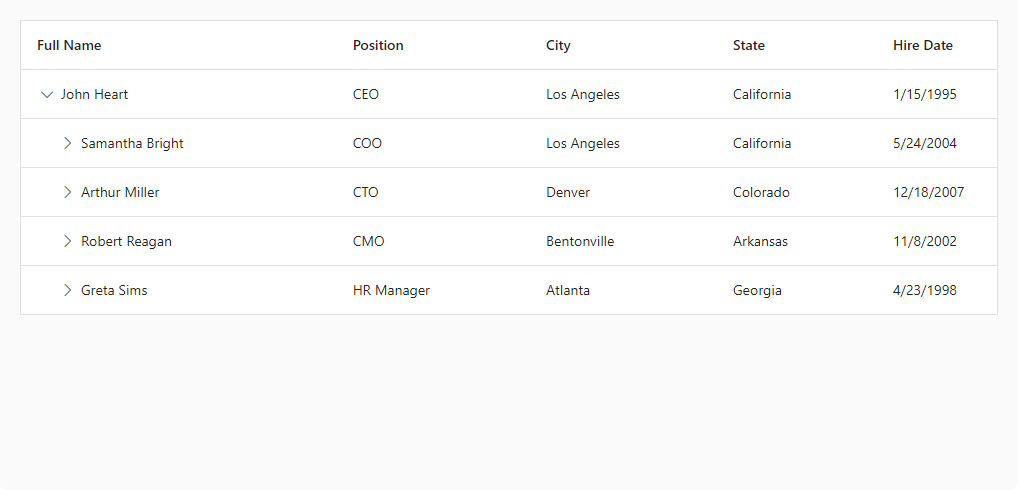 Full Name Position City State Hire Date
John Heart CEO Los Angeles California 1/15/1995
Samantha Bright COO Los Angeles California 5/24/2004
Arthur Miller CTO Denver Colorado 12/18/2007
Robert Reagan CMO Bentonville Arkansas 11/8/2002
Greta Sims HR Manager Atlanta Georgia 4/23/1998